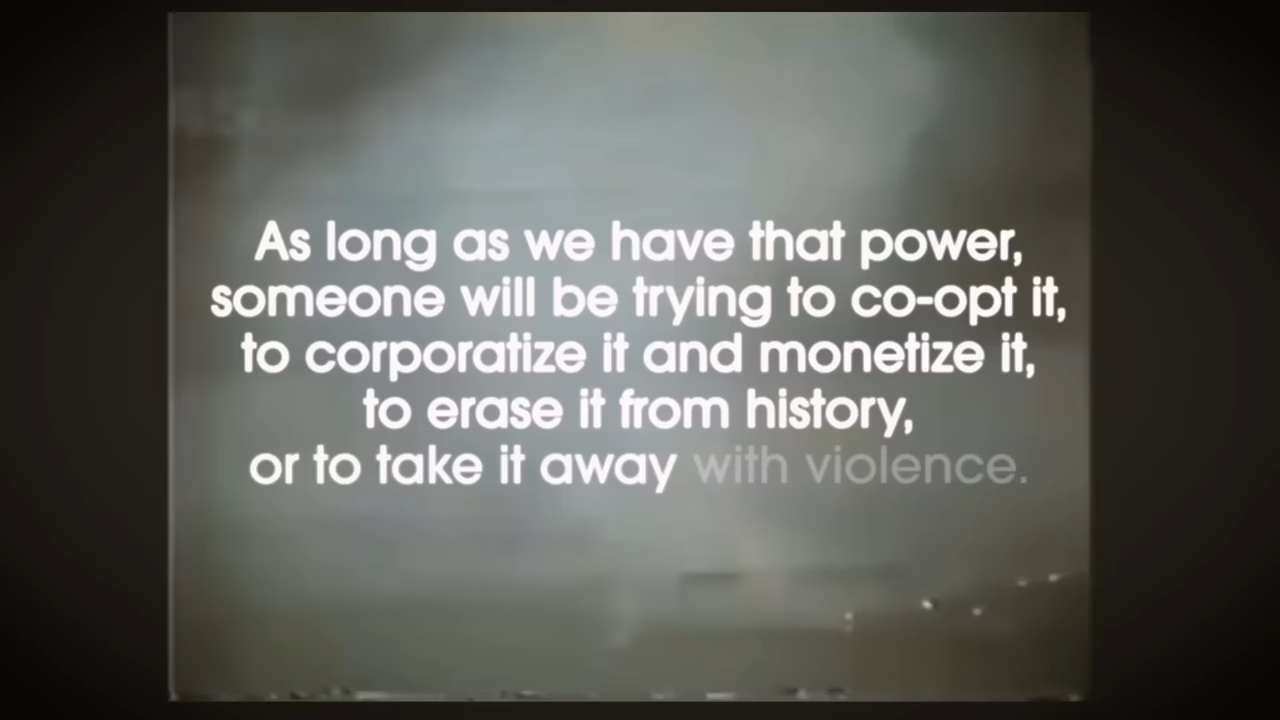 As long as we have that power,
someone will be trying to co-opt it,
to corporatize it and monetize it,
to erase it from history,
or to take it away with violence.